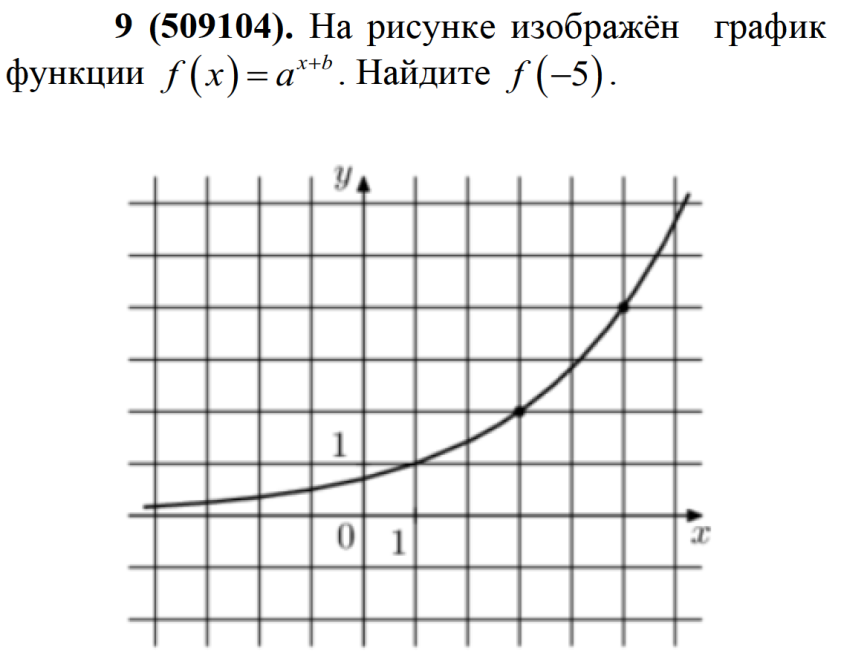 9 (509104). На рисунке изображён график
функции f(x)=a^{x+b}. Найдите f(−5).
y
1
0 1 x